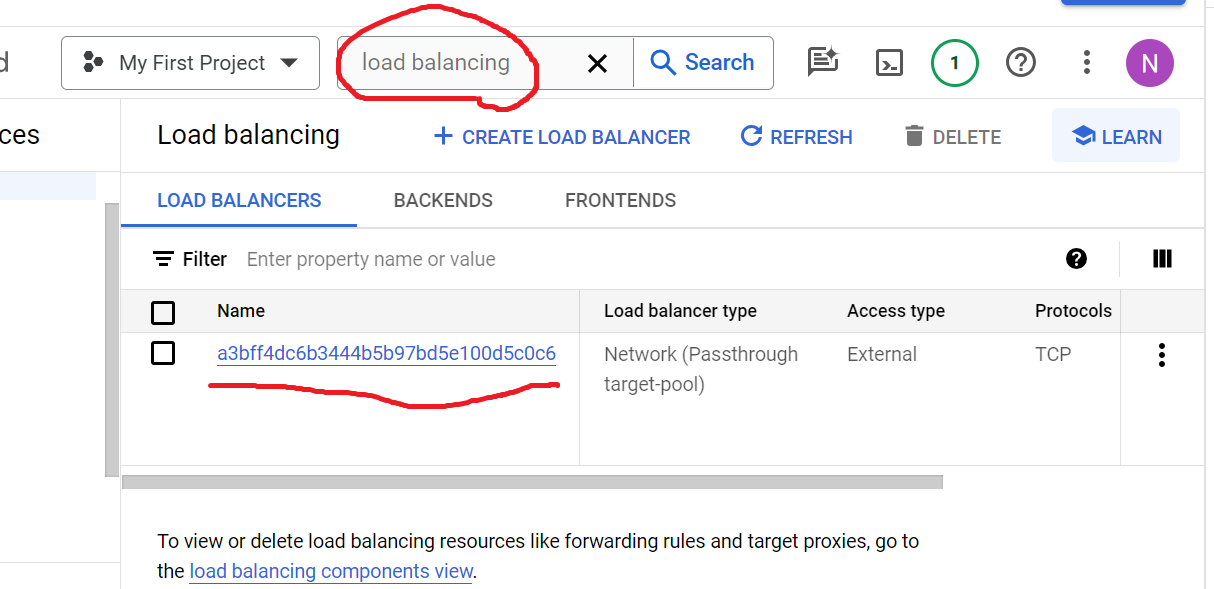 d
My First Project
load balancing
Search
1
N
ces
Load balancing
CREATE LOAD BALANCER
REFRESH
DELETE
LEARN
LOAD BALANCERS
BACKENDS
FRONTENDS
Filter Enter property name or value
Name Load balancer type Access type Protocols
a3bff4dc6b3444b5b97bd5e100d5c0c6 Network (Passthrough External TCP
target-pool)
To view or delete load balancing resources like forwarding rules and target proxies, go to
the load balancing components view.